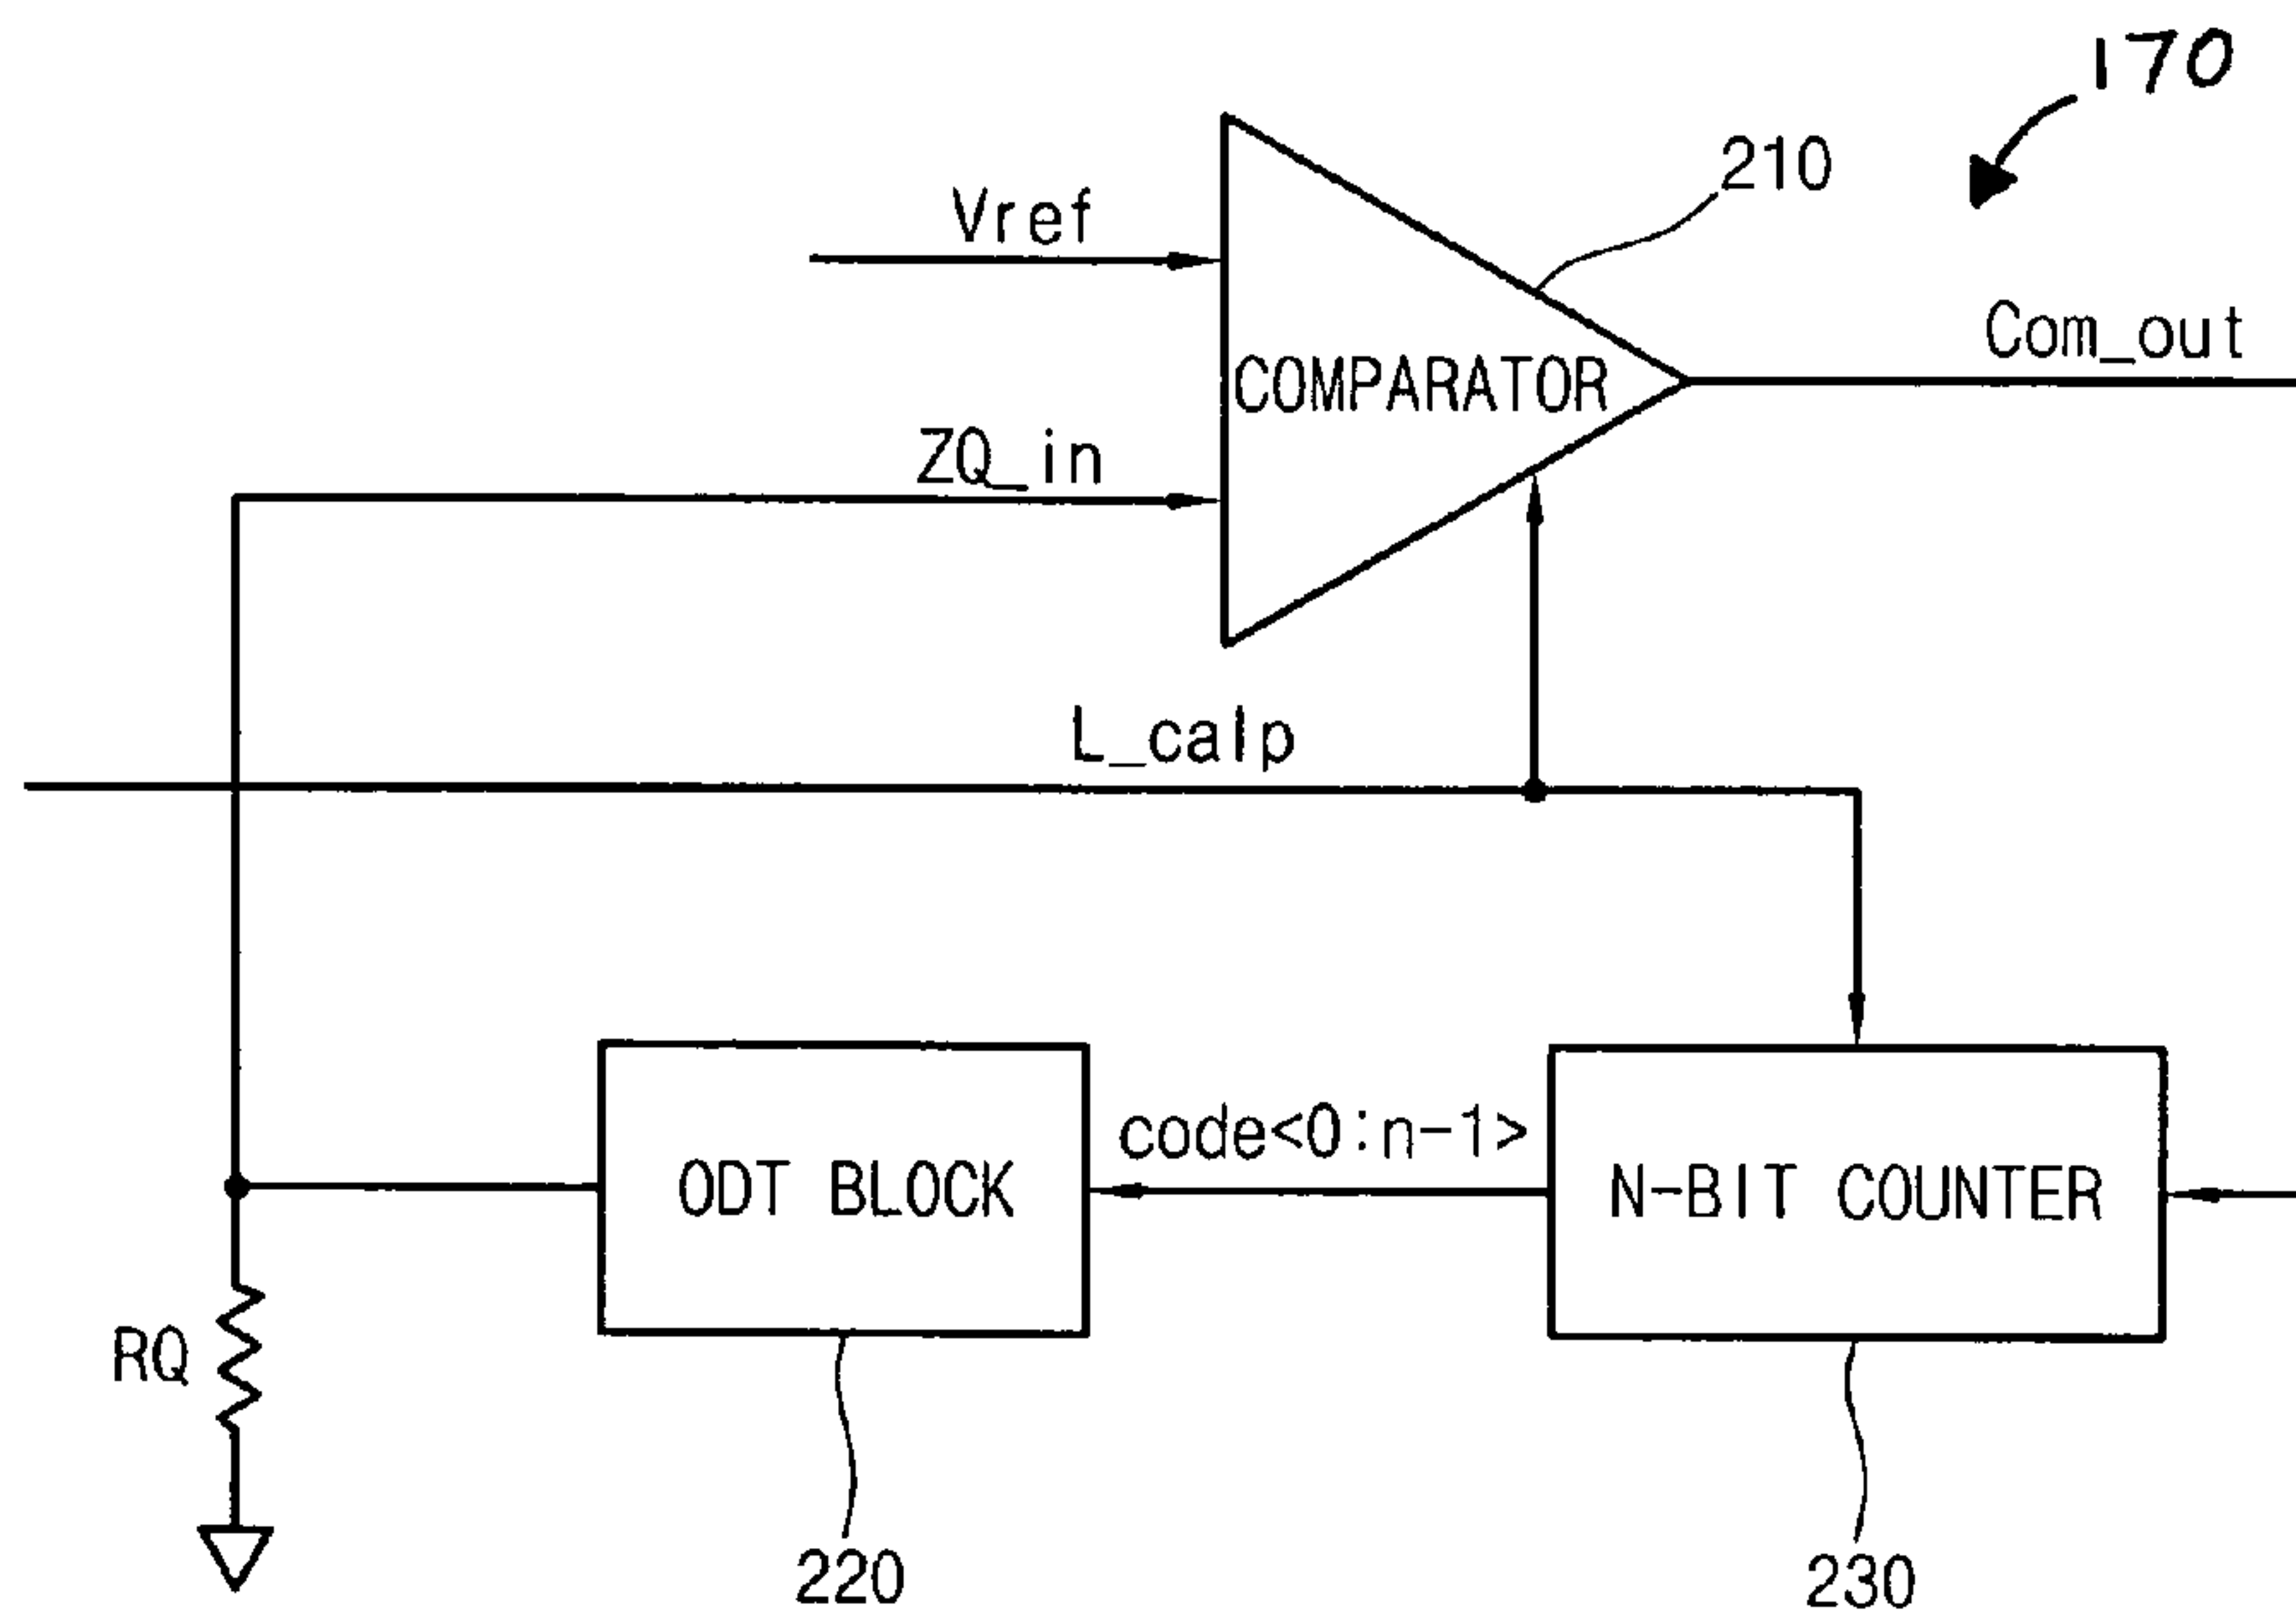 170
210
Vref
Com_out
COMPARATOR
ZQ_in
L_calp
code<0:n-1>
ODT BLOCK
N-BIT COUNTER
RQ
220
230